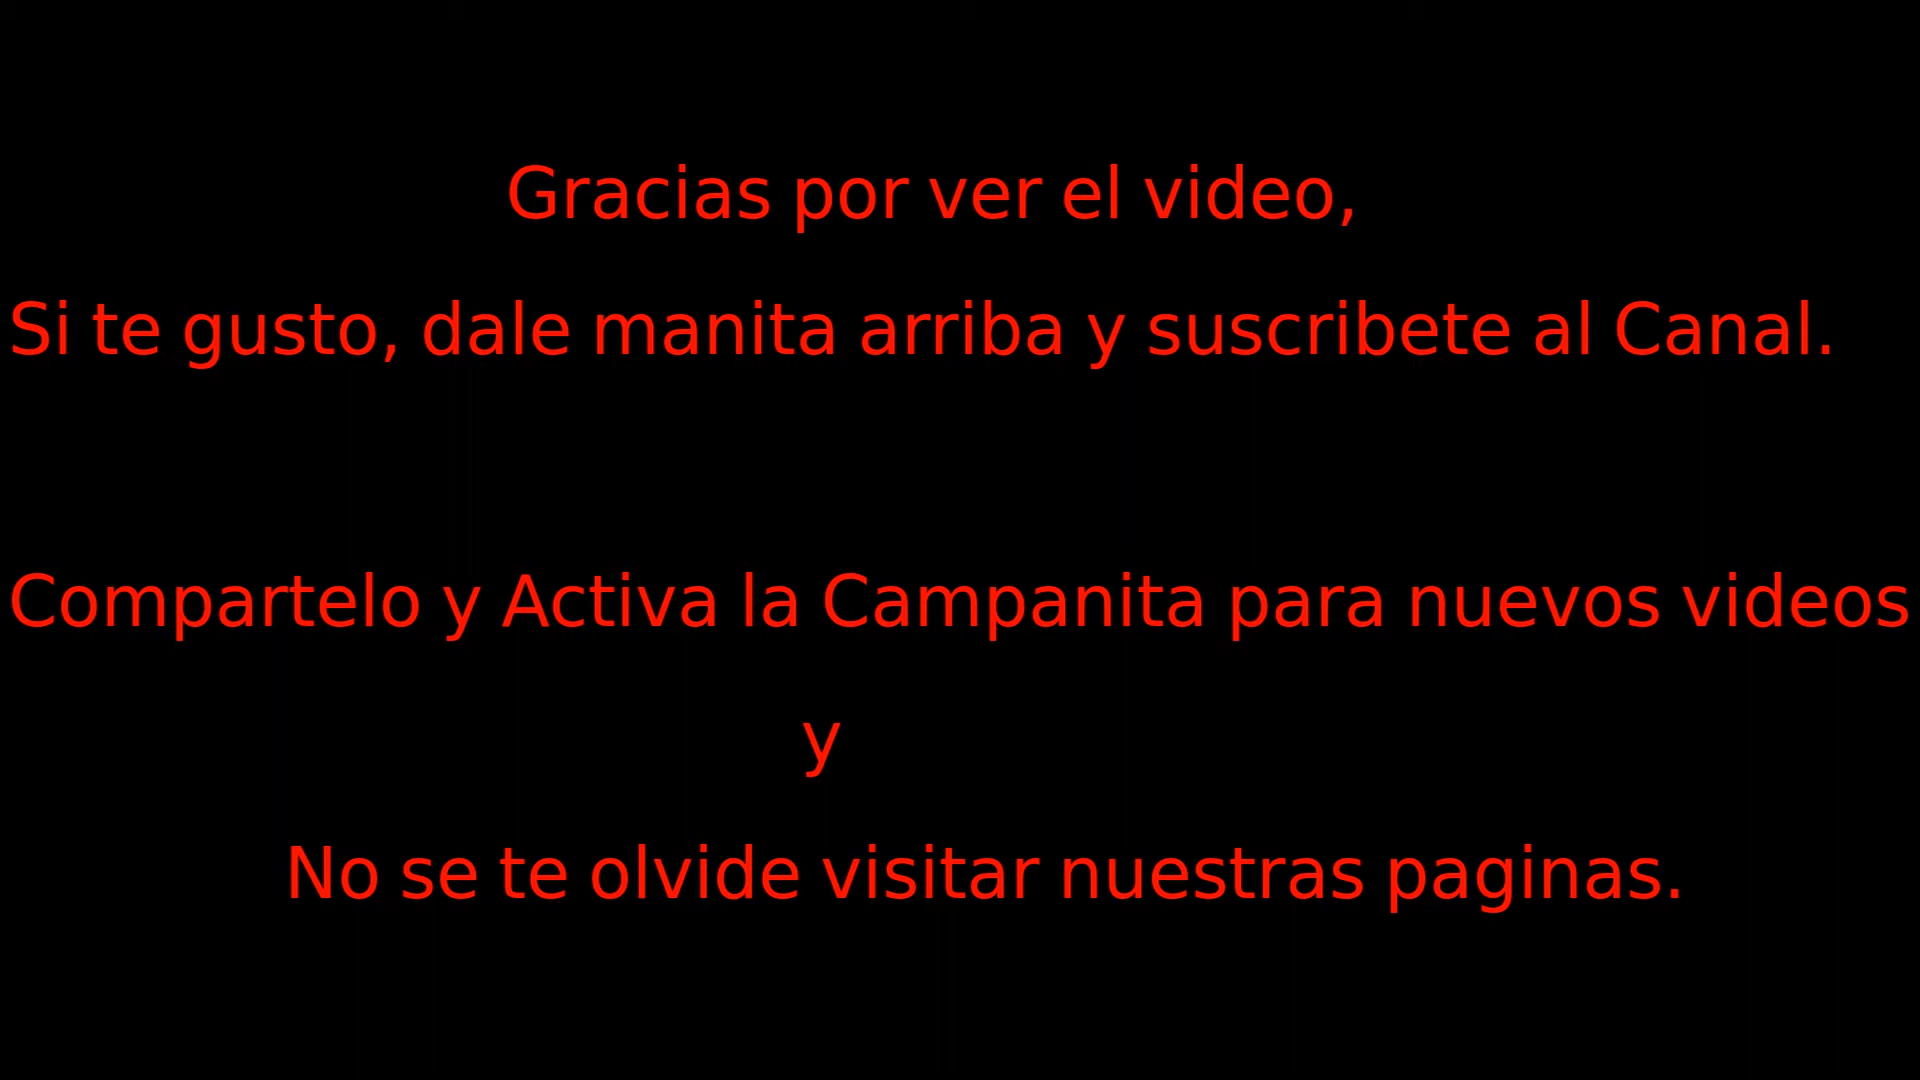 Gracias por ver el video,
Si te gusto, dale manita arriba y suscribete al Canal.
Compartelo y Activa la Campanita para nuevos videos
y
No se te olvide visitar nuestras paginas.